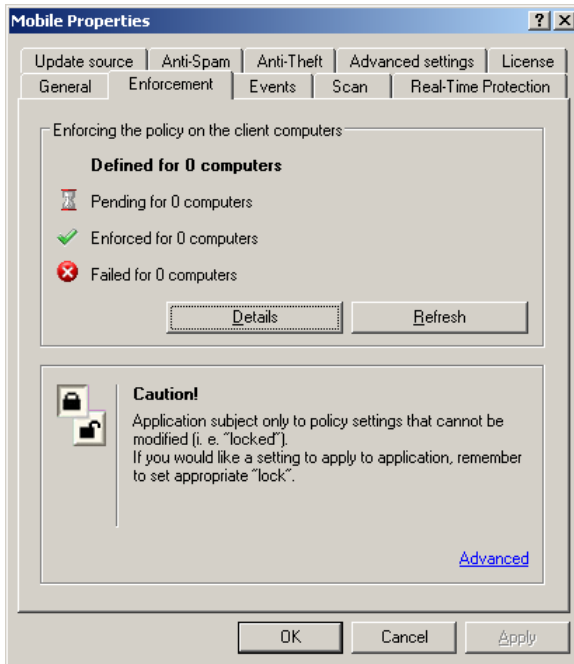 Mobile Properties
Update source Anti-Spam Anti-Theft Advanced settings License
General Enforcement Events Scan Real-Time Protection
Enforcing the policy on the client computers
Defined for 0 computers
Pending for 0 computers
Enforced for 0 computers
Failed for 0 computers
Details Refresh
Caution!
Application subject only to policy settings that cannot be
modified (i. e. "locked").
If you would like a setting to apply to application, remember
to set appropriate "lock".
Advanced
OK Cancel Apply